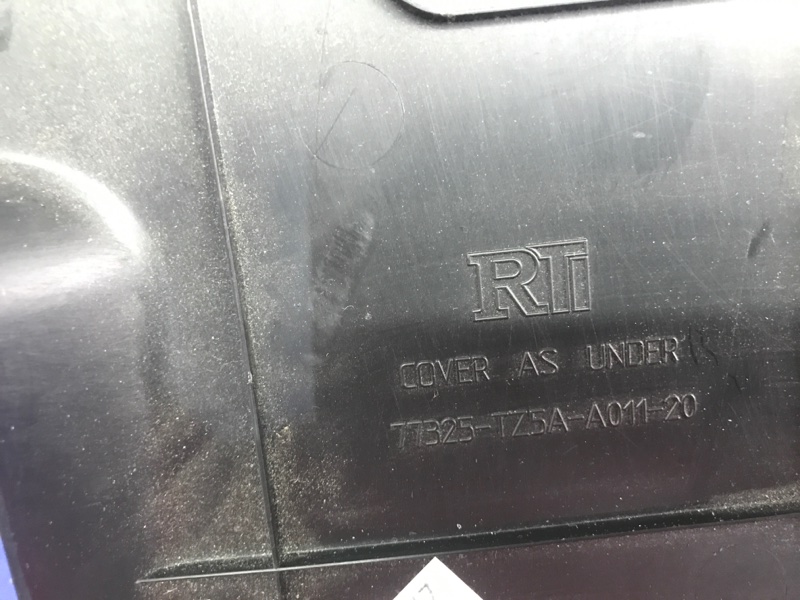 RTi
COVER AS UNDER
77325-TZ5A-A011-20